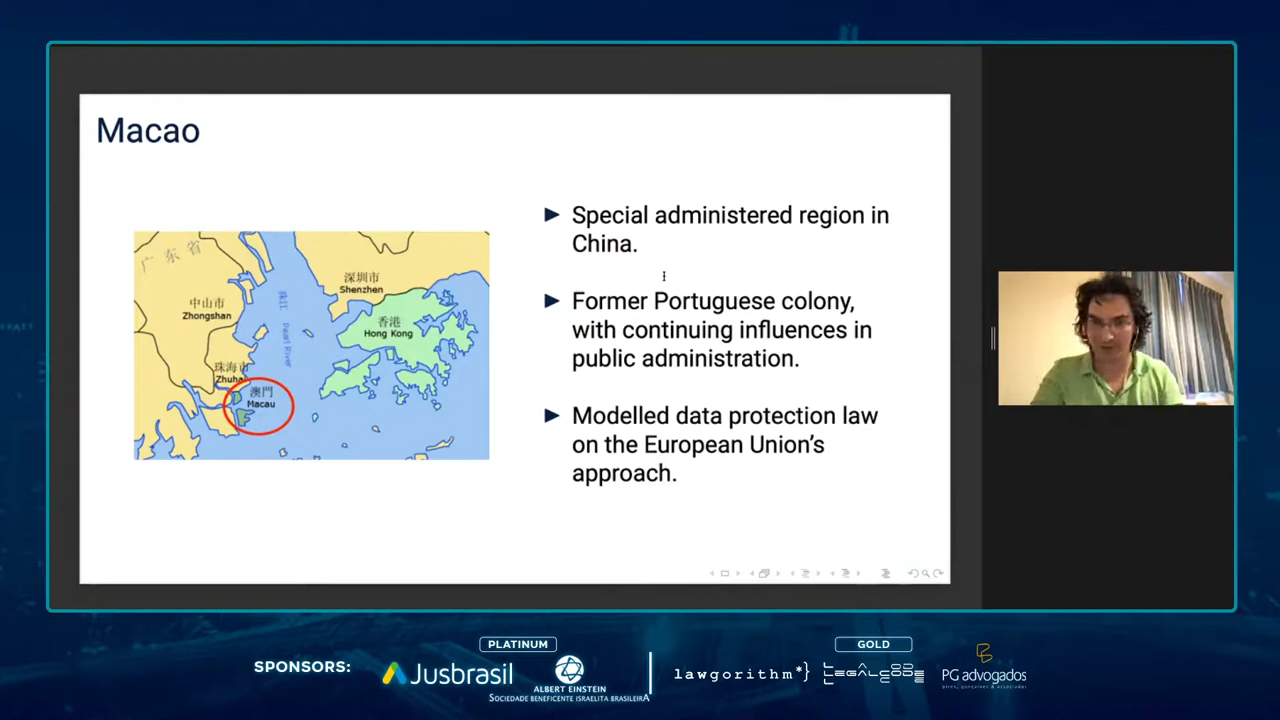 Macao
Special administered region in
China.
Former Portuguese colony,
with continuing influences in
public administration.
Modelled data protection law
on the European Union's
approach.
广东省
中山市
Zhongshan
深圳市
Shenzhen
珠江
Pearl River
香港
Hong Kong
珠海市
Zhuhai
澳門
Macau
SPONSORS:
PLATINUM
Jusbrasil
ALBERT EINSTEIN
SOCIEDADE BENEFICENTE ISRAELITA BRASILEIRA
GOLD
lawgorithm*}
LEGALCODE
PG advogados